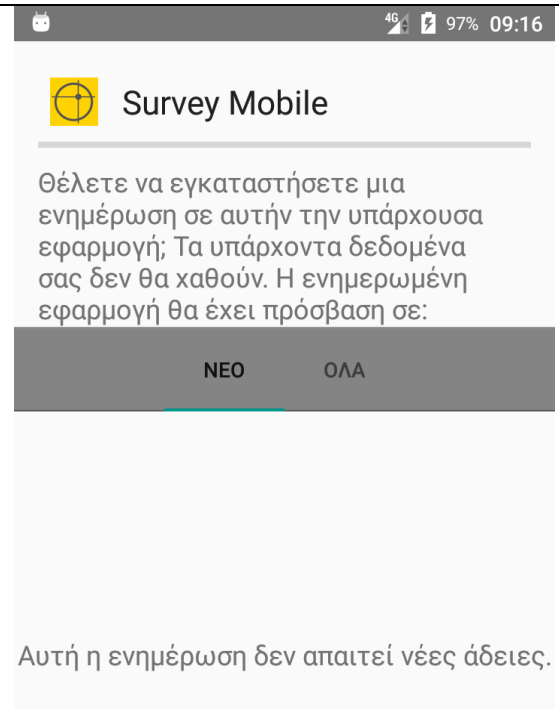 4G 97% 09:16
Survey Mobile
Θέλετε να εγκαταστήσετε μια
ενημέρωση σε αυτήν την υπάρχουσα
εφαρμογή; Τα υπάρχοντα δεδομένα
σας δεν θα χαθούν. Η ενημερωμένη
εφαρμογή θα έχει πρόσβαση σε:
ΝΕΟ ΟΛΑ
Αυτή η ενημέρωση δεν απαιτεί νέες άδειες.